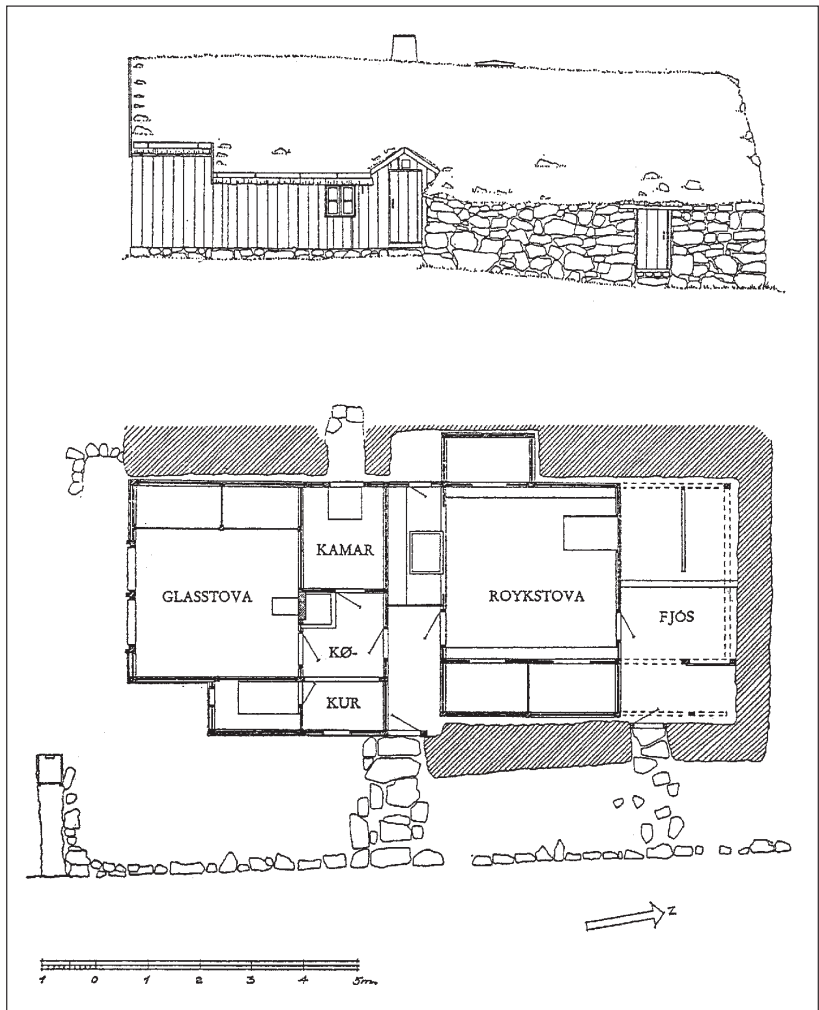 KAMAR
GLASSTOVA
ROYKSTOVA
FJÓS
KØ-
KUR
N
1 0 1 2 3 4 5m.